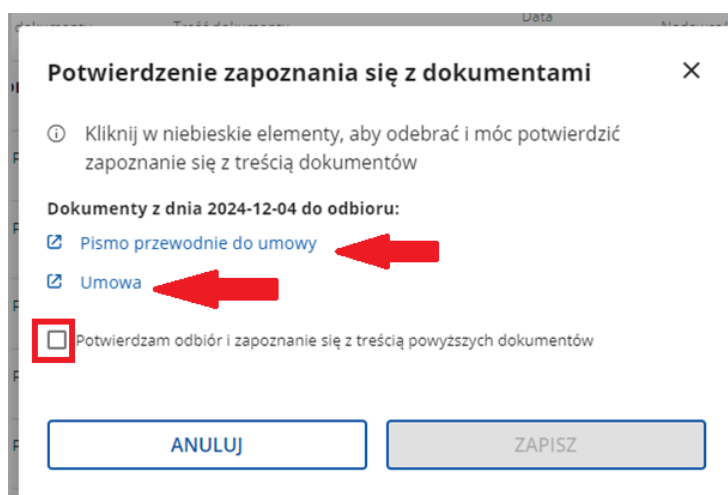 Data
Potwierdzenie zapoznania się z dokumentami
Kliknij w niebieskie elementy, aby odebrać i móc potwierdzić
zapoznanie się z treścią dokumentów
Dokumenty z dnia 2024-12-04 do odbioru:
Pismo przewodnie do umowy
Umowa
Potwierdzam odbiór i zapoznanie się z treścią powyższych dokumentów
ANULUJ ZAPISZ